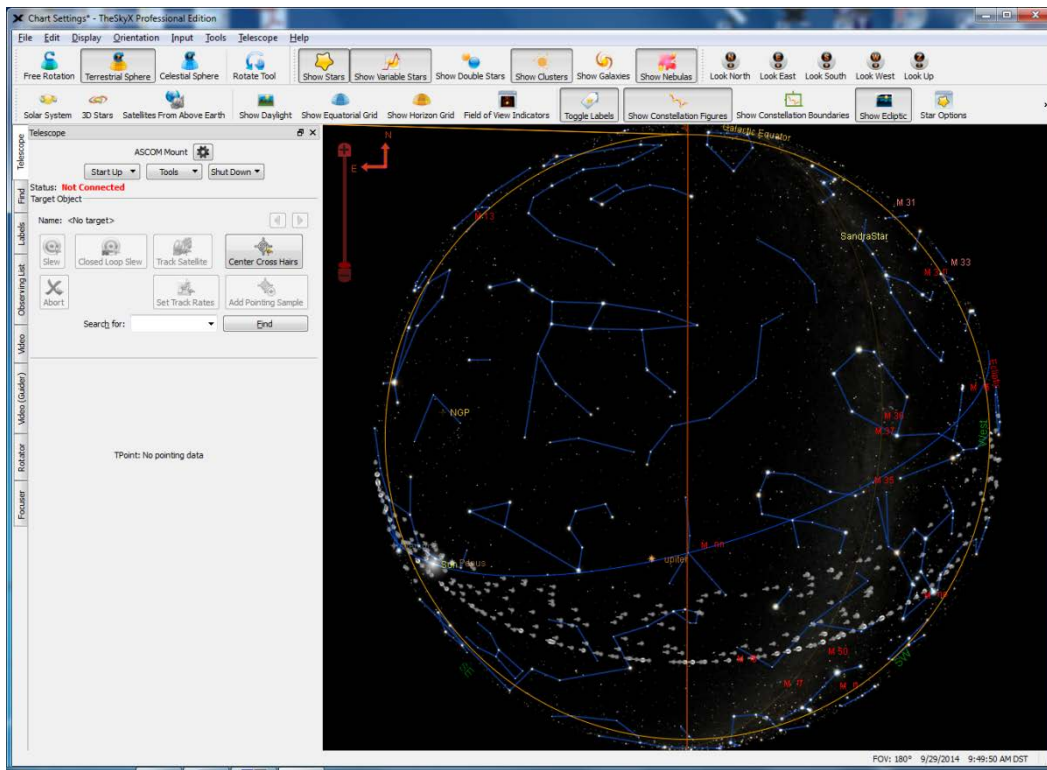 Chart Settings* - TheSkyX Professional Edition
File Edit Display Orientation Input Tools Telescope Help
Free Rotation Terrestrial Sphere Celestial Sphere Rotate Tool Show Stars Show Variable Stars Show Double Stars Show Clusters Show Galaxies Show Nebulas Look North Look East Look South Look West Look Up
Solar System 3D Stars Satellites From Above Earth Show Daylight Show Equatorial Grid Show Horizon Grid Field of View Indicators Toggle Labels Show Constellation Figures Show Constellation Boundaries Show Ecliptic Star Options
Telescope
Find
Labels
Observing List
Video
Video (Guider)
Rotator
Focuser
Telescope
ASCOM Mount
Start Up Tools Shut Down
Status: Not Connected
Target Object
Name: <No target>
Slew Closed Loop Slew Track Satellite Center Cross Hairs
Abort Set Track Rates Add Pointing Sample
Search for: Find
TPoint: No pointing data
N
E
Galactic Equator
M 31
SandraStar
M 33
NGP
West
M 36
M 37
M 35
Sun
upiter
SE
M 50
SW
FOV: 180° 9/29/2014 9:49:50 AM DST